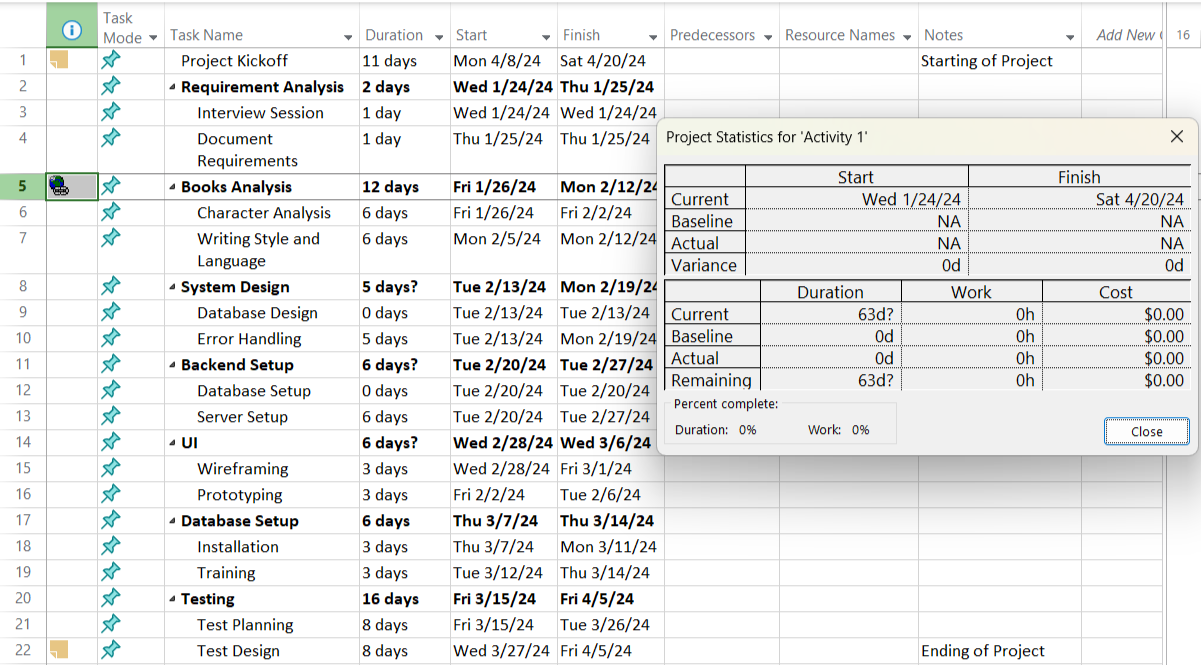 Task
Mode Task Name Duration Start Finish Predecessors Resource Names Notes Add New C 16
1 Project Kickoff 11 days Mon 4/8/24 Sat 4/20/24 Starting of Project
2 Requirement Analysis 2 days Wed 1/24/24 Thu 1/25/24
3 Interview Session 1 day Wed 1/24/24 Wed 1/24/24
4 Document 1 day Thu 1/25/24 Thu 1/25/24
Requirements
5 Books Analysis 12 days Fri 1/26/24 Mon 2/12/24
6 Character Analysis 6 days Fri 1/26/24 Fri 2/2/24
7 Writing Style and 6 days Mon 2/5/24 Mon 2/12/24
Language
8 System Design 5 days? Tue 2/13/24 Mon 2/19/24
9 Database Design 0 days Tue 2/13/24 Tue 2/13/24
10 Error Handling 5 days Tue 2/13/24 Mon 2/19/24
11 Backend Setup 6 days? Tue 2/20/24 Tue 2/27/24
12 Database Setup 0 days Tue 2/20/24 Tue 2/20/24
13 Server Setup 6 days Tue 2/20/24 Tue 2/27/24
14 UI 6 days? Wed 2/28/24 Wed 3/6/24
15 Wireframing 3 days Wed 2/28/24 Fri 3/1/24
16 Prototyping 3 days Fri 2/2/24 Tue 2/6/24
17 Database Setup 6 days Thu 3/7/24 Thu 3/14/24
18 Installation 3 days Thu 3/7/24 Mon 3/11/24
19 Training 3 days Tue 3/12/24 Thu 3/14/24
20 Testing 16 days Fri 3/15/24 Fri 4/5/24
21 Test Planning 8 days Fri 3/15/24 Tue 3/26/24
22 Test Design 8 days Wed 3/27/24 Fri 4/5/24 Ending of Project
Project Statistics for 'Activity 1'
Start Finish
Current Wed 1/24/24 Sat 4/20/24
Baseline NA NA
Actual NA NA
Variance 0d 0d
Duration Work Cost
Current 63d? 0h $0.00
Baseline 0d 0h $0.00
Actual 0d 0h $0.00
Remaining 63d? 0h $0.00
Percent complete:
Duration: 0% Work: 0%
Close